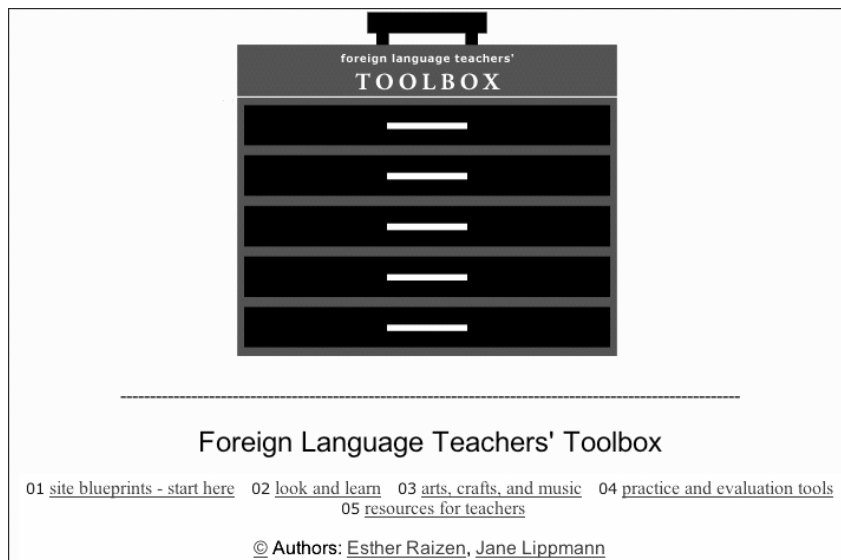 foreign language teachers'
TOOLBOX
Foreign Language Teachers' Toolbox
01 site blueprints - start here 02 look and learn 03 arts, crafts, and music 04 practice and evaluation tools
05 resources for teachers
© Authors: Esther Raizen, Jane Lippmann